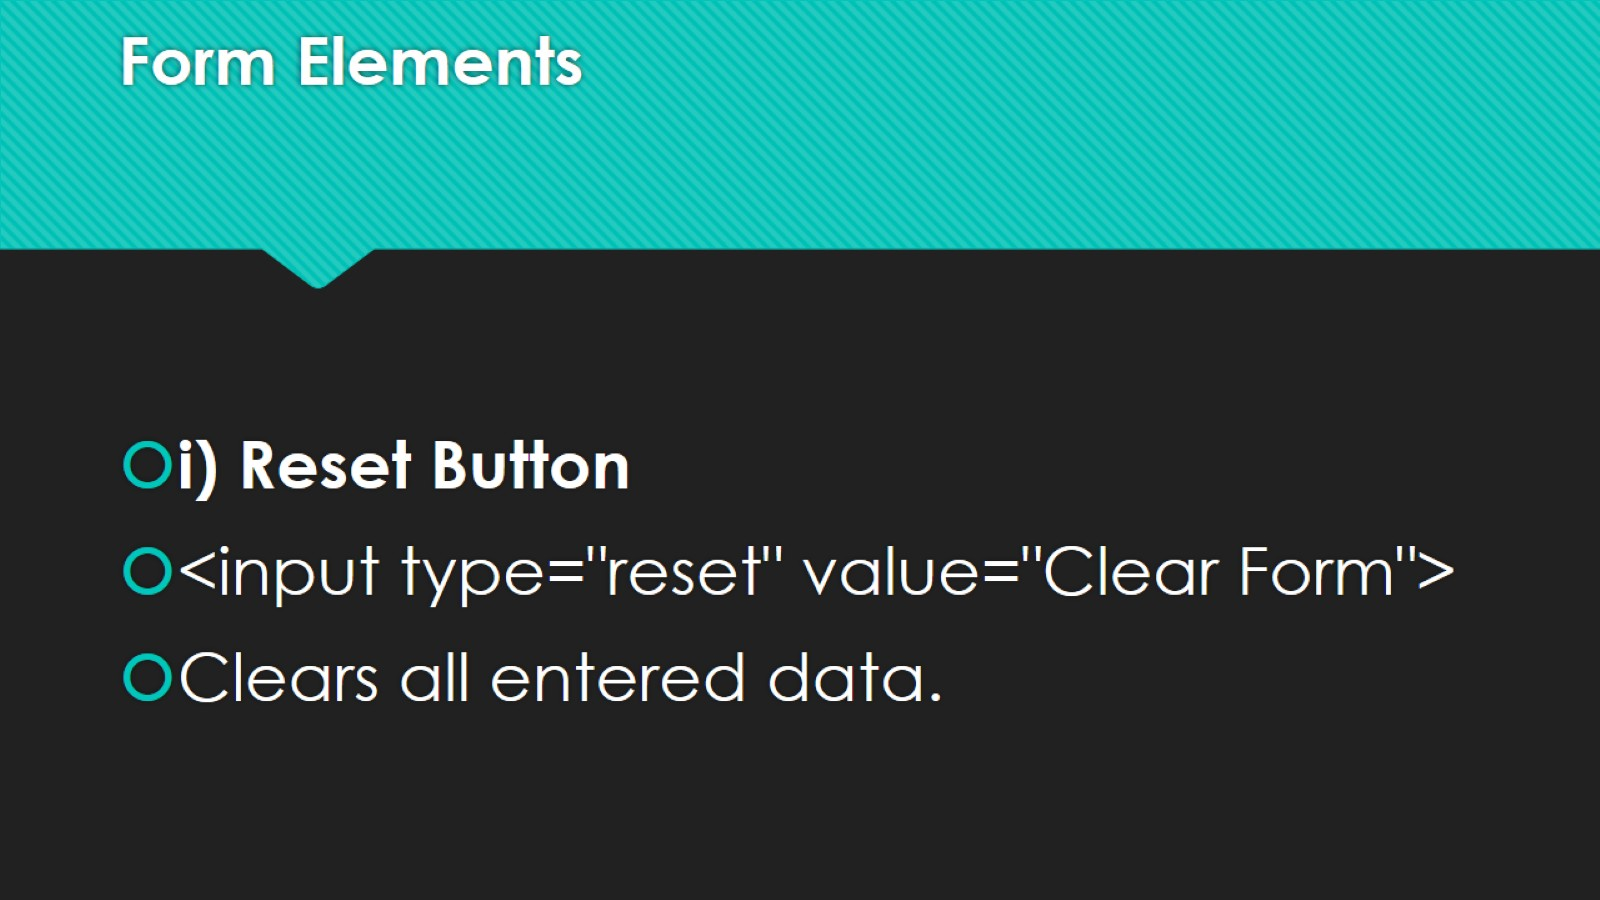 Form Elements
i) Reset Button
<input type="reset" value="Clear Form">
Clears all entered data.